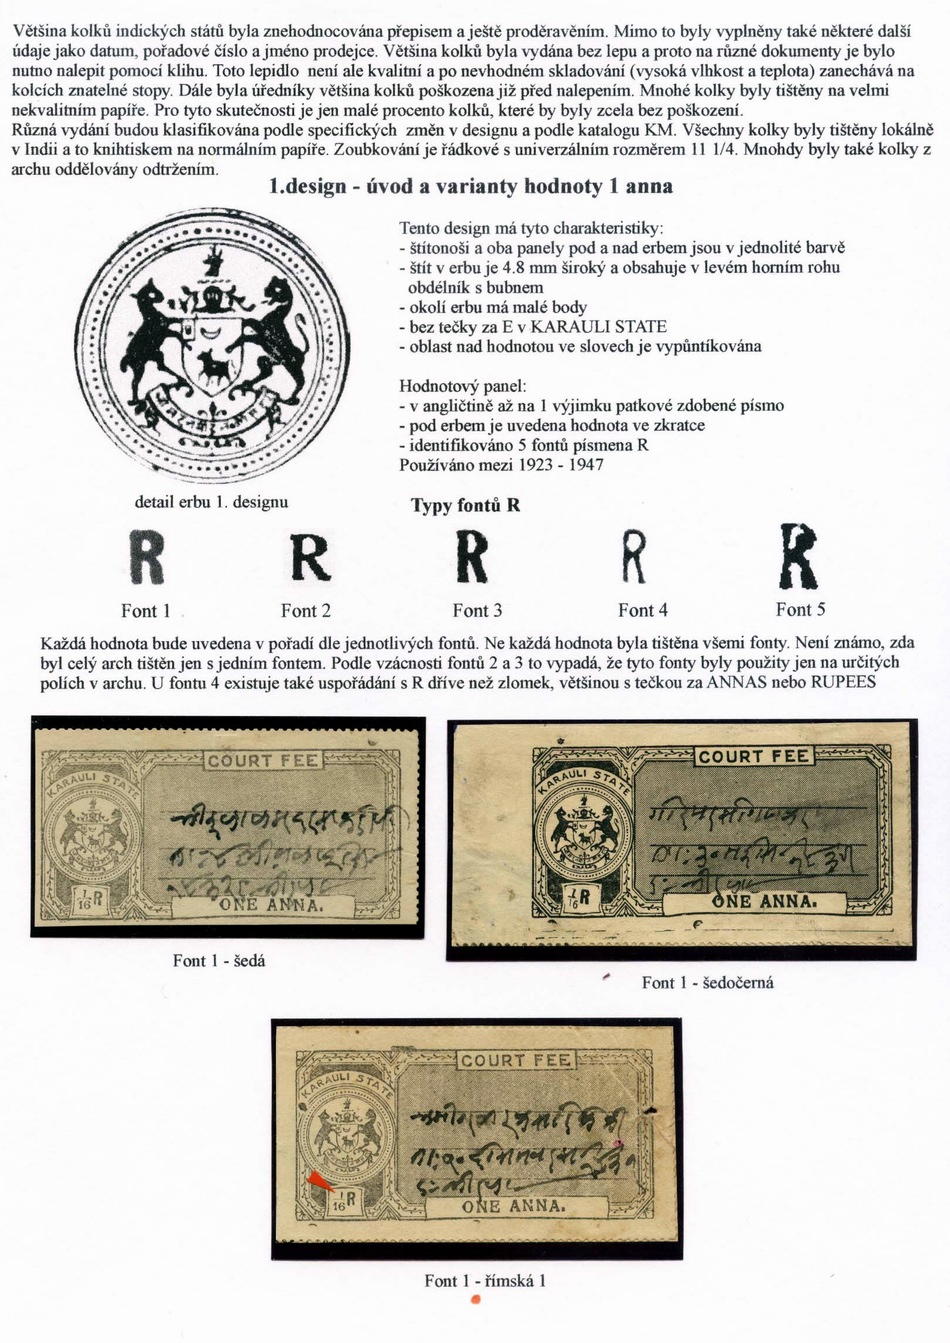 Většina kolků indických států byla znehodnocována přepisem a ještě proděravěním. Mimo to byly vyplněny také některé další
údaje jako datum, pořadové číslo a jméno prodejce. Většina kolků byla vydána bez lepu a proto na různé dokumenty je bylo
nutno nalepit pomocí klihu. Toto lepidlo není ale kvalitní a po nevhodném skladování (vysoká vlhkost a teplota) zanechává na
kolcích znatelné stopy. Dále byla úředníky většina kolků poškozena již před nalepením. Mnohé kolky byly tištěny na velmi
nekvalitním papíře. Pro tyto skutečnosti je jen malé procento kolků, které by byly zcela bez poškození.
Různá vydání budou klasifikována podle specifických změn v designu a podle katalogu KM. Všechny kolky byly tištěny lokálně
v Indii a to knihtiskem na normálním papíře. Zoubkování je řádkové s univerzálním rozměrem 11 1/4. Mnohdy byly také kolky z
archu oddělovány odtržením.
1.design - úvod a varianty hodnoty 1 anna
Tento design má tyto charakteristiky:
- štítonoši a oba panely pod a nad erbem jsou v jednolité barvě
- štít v erbu je 4.8 mm široký a obsahuje v levém horním rohu
obdélník s bubnem
- okolí erbu má malé body
- bez tečky za E v KARAULI STATE
- oblast nad hodnotou ve slovech je vypůntíkována
Hodnotový panel:
- v angličtině až na 1 výjimku patkové zdobené písmo
- pod erbem je uvedena hodnota ve zkratce
- identifikováno 5 fontů písmena R
Používáno mezi 1923 - 1947
detail erbu 1. designu
Typy fontů R
R R R R R
Font 1 Font 2 Font 3 Font 4 Font 5
Každá hodnota bude uvedena v pořadí dle jednotlivých fontů. Ne každá hodnota byla tištěna všemi fonty. Není známo, zda
byl celý arch tištěn jen s jedním fontem. Podle vzácnosti fontů 2 a 3 to vypadá, že tyto fonty byly použity jen na určitých
polích v archu. U fontu 4 existuje také uspořádání s R dříve než zlomek, většinou s tečkou za ANNAS nebo RUPEES
COURT FEE
KARAULI STATE
1/16 R
ONE ANNA.
Font 1 - šedá
COURT FEE
KARAULI STATE
1/16 R
ONE ANNA.
Font 1 - šedočerná
COURT FEE
KARAULI STATE
I/16 R
ONE ANNA.
Font 1 - římská 1